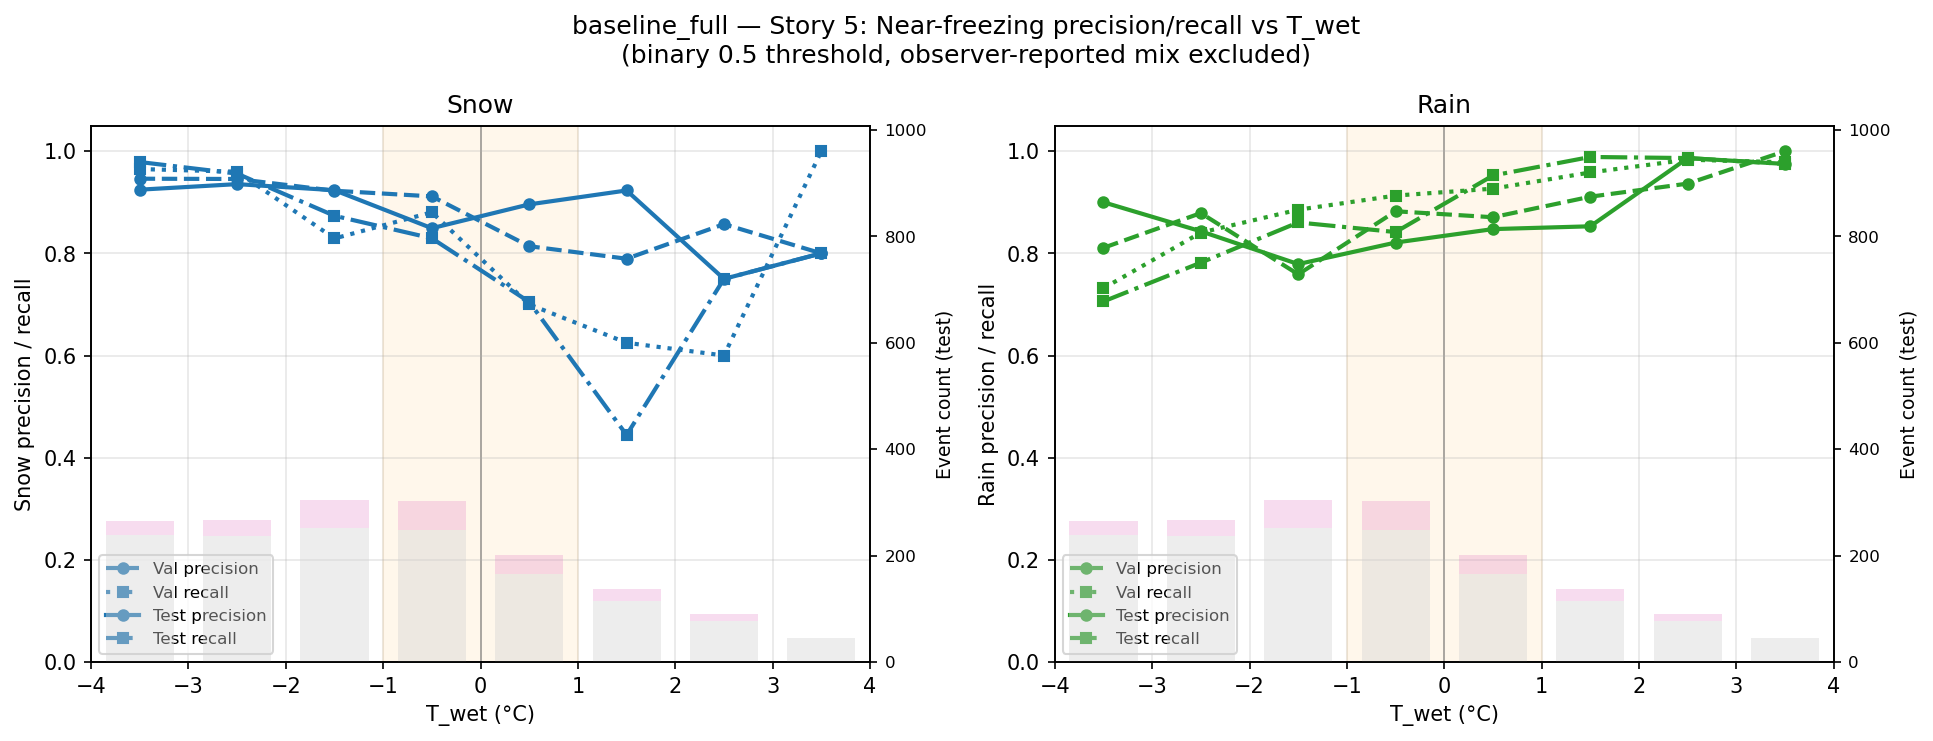 baseline_full — Story 5: Near-freezing precision/recall vs T_wet
(binary 0.5 threshold, observer-reported mix excluded)
Snow
Snow precision / recall
1.0
0.8
0.6
0.4
0.2
0.0
Val precision
Val recall
Test precision
Test recall
−4
−3
−2
−1
0
1
2
3
4
T_wet (°C)
1000
800
600
400
200
0
Event count (test)
Rain
Rain precision / recall
1.0
0.8
0.6
0.4
0.2
0.0
Val precision
Val recall
Test precision
Test recall
−4
−3
−2
−1
0
1
2
3
4
T_wet (°C)
1000
800
600
400
200
0
Event count (test)